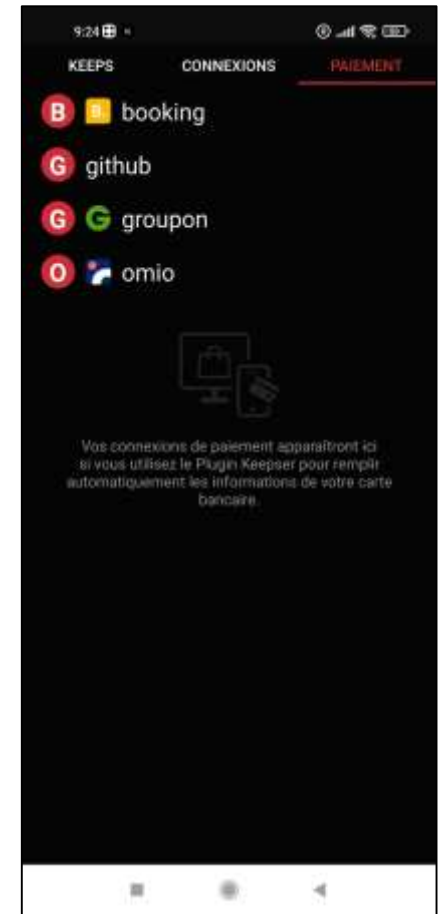 9:24
KEEPS CONNEXIONS PAIEMENT
B B. booking
G github
G G groupon
O omio
Vos connexions de paiement apparaîtront ici
si vous utilisez le Plugin Keepser pour remplir
automatiquement les informations de votre carte
bancaire.